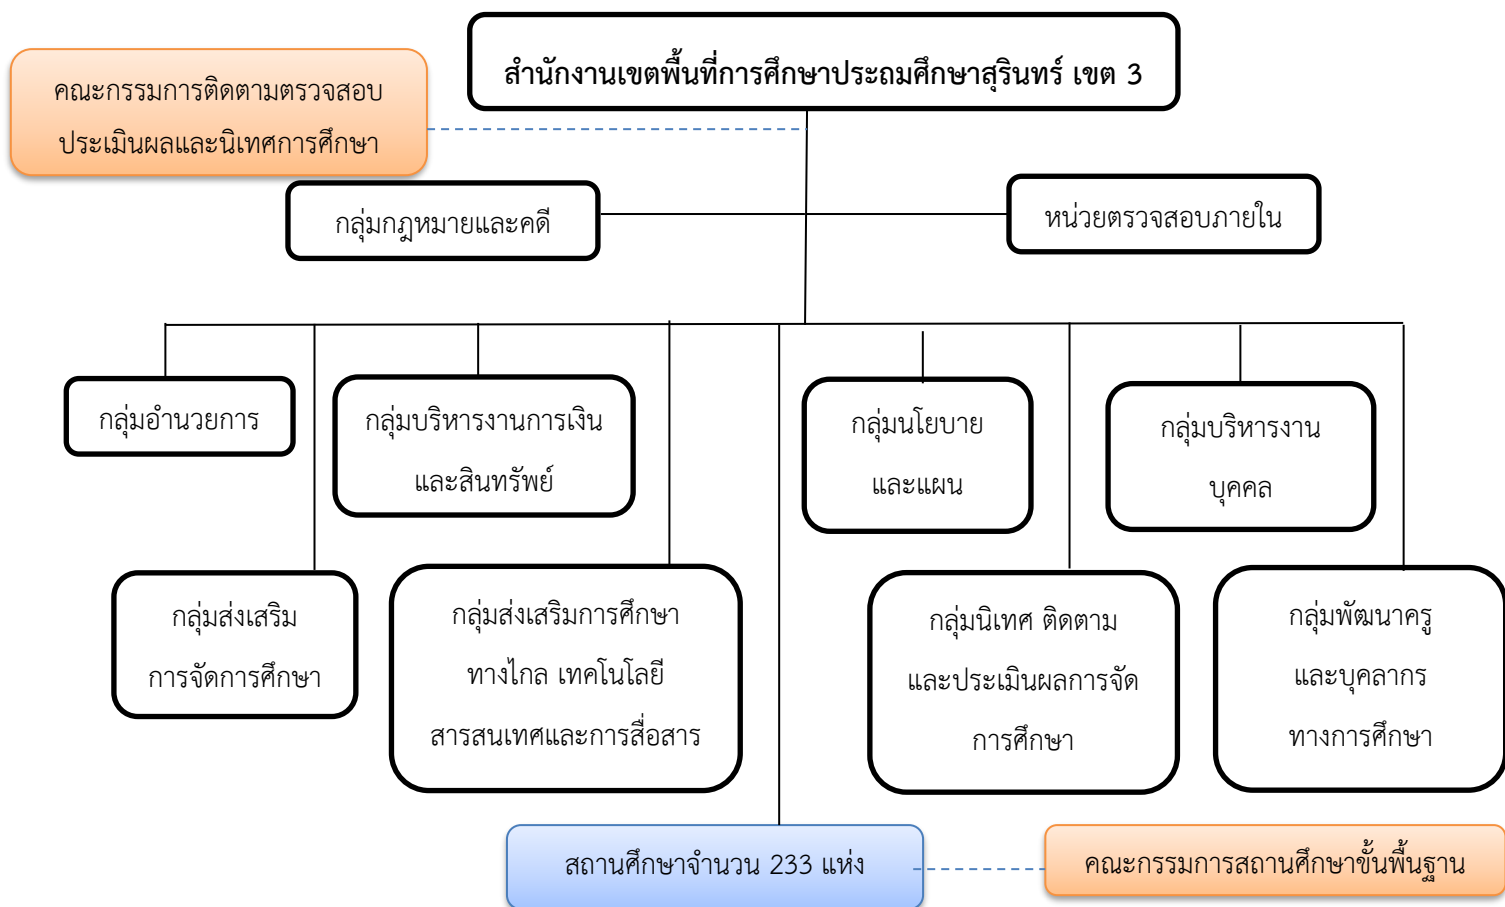 สำนักงานเขตพื้นที่การศึกษาประถมศึกษาสุรินทร์ เขต 3
คณะกรรมการติดตามตรวจสอบ
ประเมินผลและนิเทศการศึกษา
กลุ่มกฎหมายและคดี
หน่วยตรวจสอบภายใน
กลุ่มอำนวยการ
กลุ่มบริหารงานการเงิน
และสินทรัพย์
กลุ่มนโยบาย
และแผน
กลุ่มบริหารงาน
บุคคล
กลุ่มส่งเสริม
การจัดการศึกษา
กลุ่มส่งเสริมการศึกษา
ทางไกล เทคโนโลยี
สารสนเทศและการสื่อสาร
กลุ่มนิเทศ ติดตาม
และประเมินผลการจัด
การศึกษา
กลุ่มพัฒนาครู
และบุคลากร
ทางการศึกษา
สถานศึกษาจำนวน 233 แห่ง
คณะกรรมการสถานศึกษาขั้นพื้นฐาน